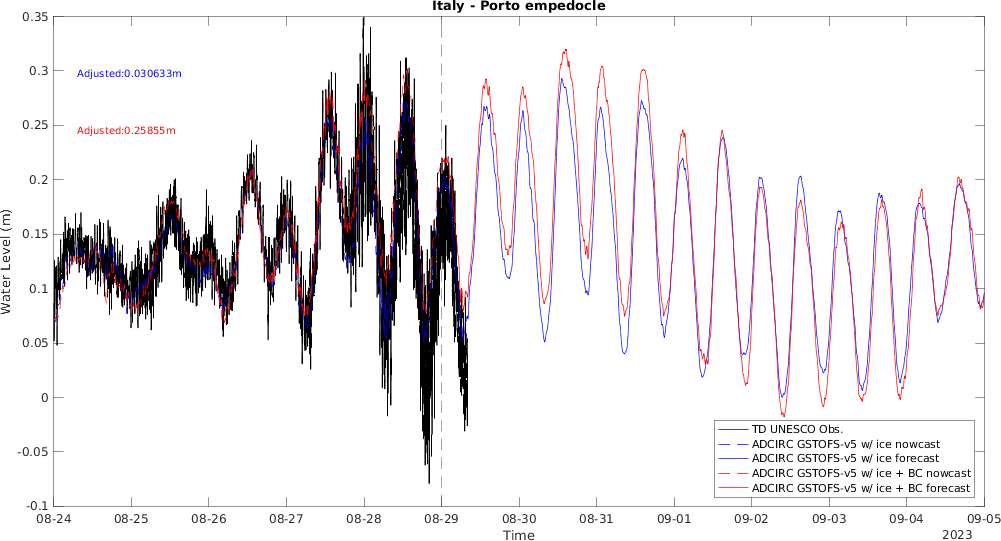 Italy - Porto empedocle
0.35
0.3
0.25
0.2
0.15
0.1
0.05
0
-0.05
-0.1
Water Level (m)
Adjusted:0.030633m
Adjusted:0.25855m
TD UNESCO Obs.
ADCIRC GSTOFS-v5 w/ ice nowcast
ADCIRC GSTOFS-v5 w/ ice forecast
ADCIRC GSTOFS-v5 w/ ice + BC nowcast
ADCIRC GSTOFS-v5 w/ ice + BC forecast
08-24 08-25 08-26 08-27 08-28 08-29 08-30 08-31 09-01 09-02 09-03 09-04 09-05
Time
2023